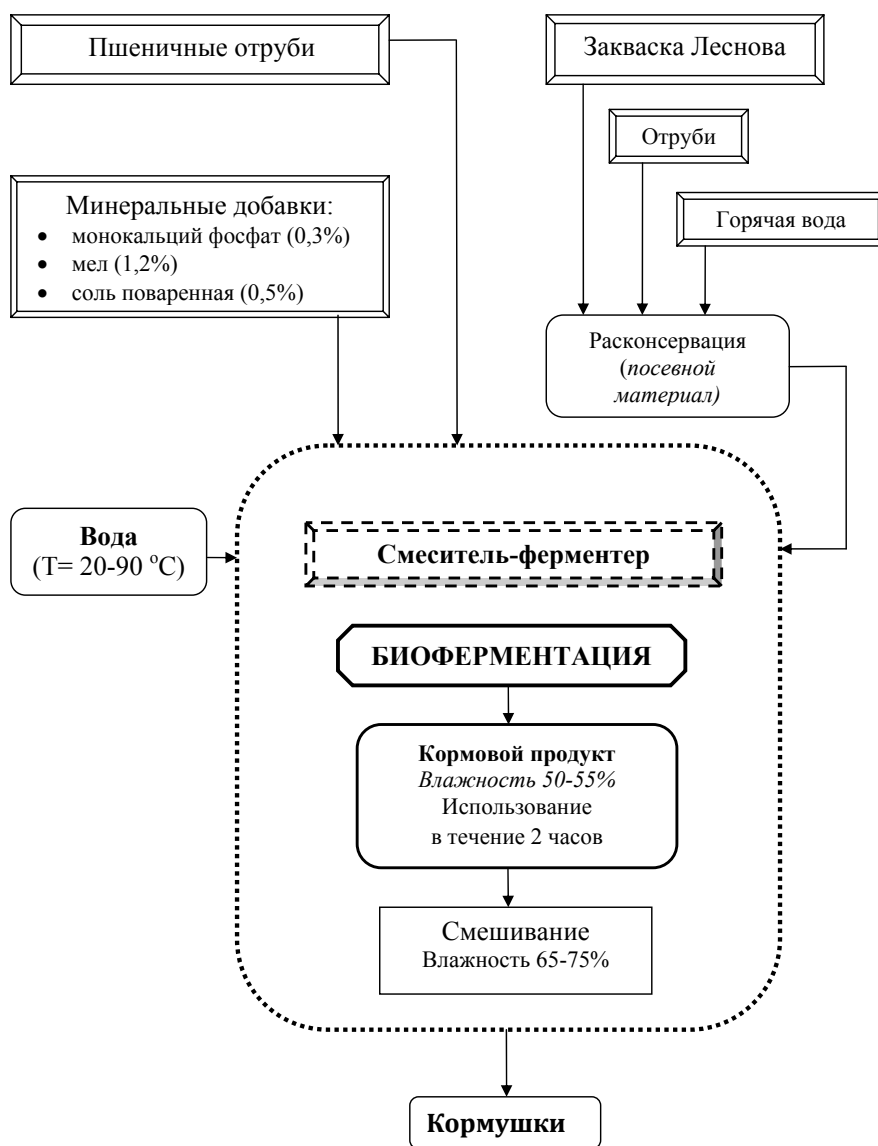 Пшеничные отруби
Закваска Леснова
Отруби
Горячая вода
Минеральные добавки:
• монокальций фосфат (0,3%)
• мел (1,2%)
• соль поваренная (0,5%)
Расконсервация
(посевной
материал)
Вода
(Т= 20-90 °С)
Смеситель-ферментер
БИОФЕРМЕНТАЦИЯ
Кормовой продукт
Влажность 50-55%
Использование
в течение 2 часов
Смешивание
Влажность 65-75%
Кормушки